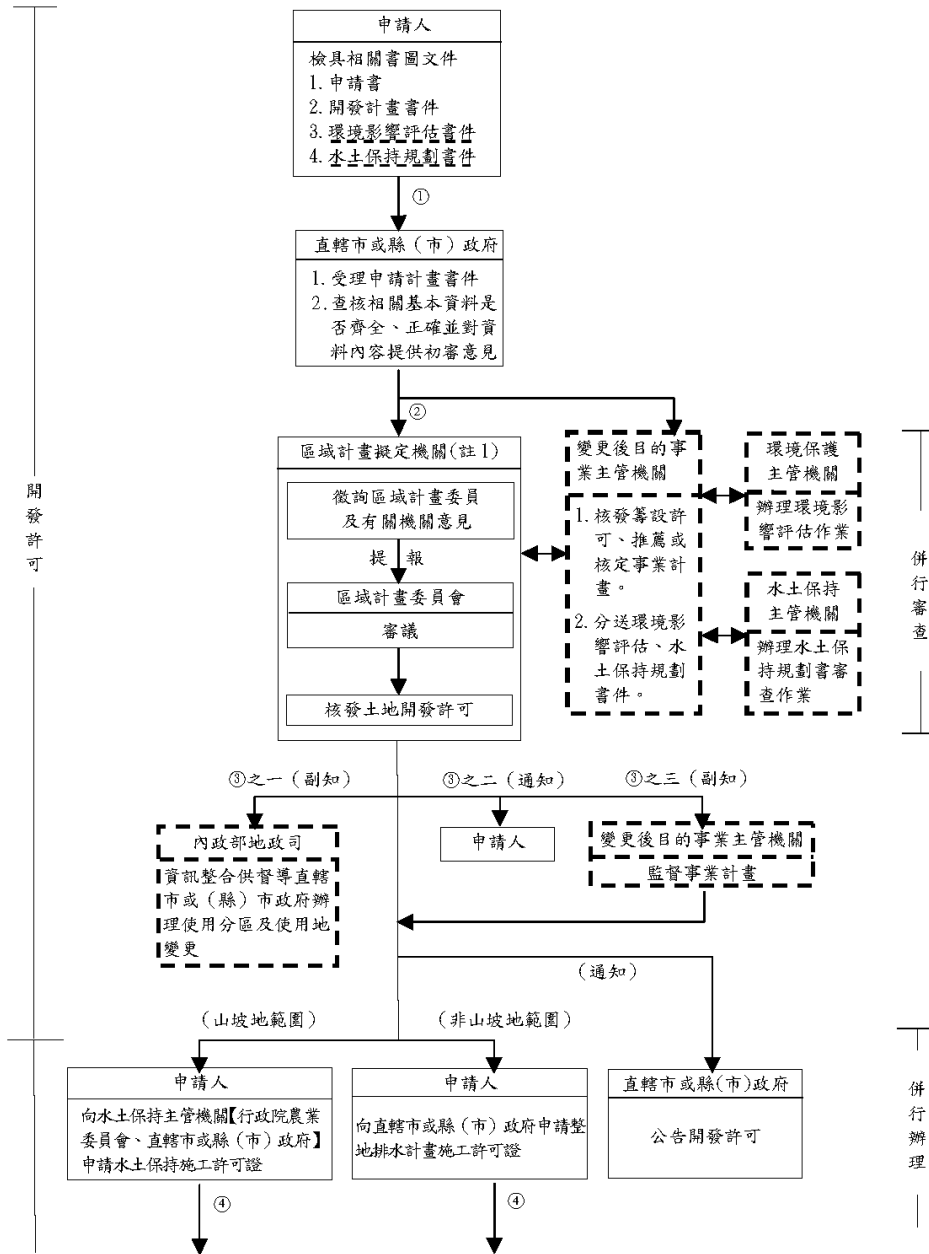 申請人
檢具相關書圖文件
1. 申請書
2. 開發計畫書件
3. 環境影響評估書件
4. 水土保持規劃書件
①
直轄市或縣（市）政府
1. 受理申請計畫書件
2. 查核相關基本資料是
否齊全、正確並對資
料內容提供初審意見
②
區域計畫擬定機關(註1)
徵詢區域計畫委員
及有關機關意見
提 報
區域計畫委員會
審議
核發土地開發許可
變更後目的事
業主管機關
1. 核發籌設許
可、推薦或
核定事業計
畫。
2. 分送環境影
響評估、水
土保持規劃
書件。
環境保護
主管機關
辦理環境影
響評估作業
水土保持
主管機關
辦理水土保
持規劃書審
查作業
開發許可
併行審查
③之一（副知）
③之二（通知）
③之三（副知）
內政部地政司
資訊整合供督導直轄
市或（縣）市政府辦
理使用分區及使用地
變更
申請人
變更後目的事業主管機關
監督事業計畫
（通知）
（山坡地範圍）
（非山坡地範圍）
申請人
向水土保持主管機關【行政院農業
委員會、直轄市或縣（市）政府】
申請水土保持施工許可證
④
申請人
向直轄市或縣（市）政府申請整
地排水計畫施工許可證
④
直轄市或縣(市)政府
公告開發許可
併行辦理